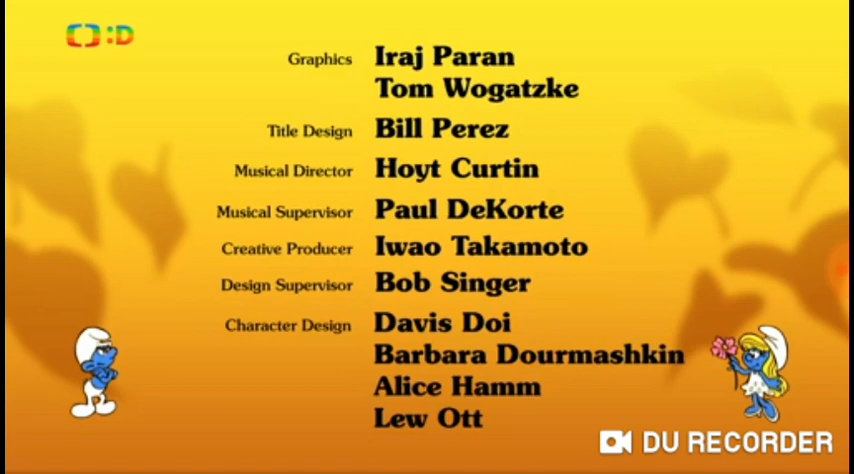 :D
Graphics Iraj Paran
Tom Wogatzke
Title Design Bill Perez
Musical Director Hoyt Curtin
Musical Supervisor Paul DeKorte
Creative Producer Iwao Takamoto
Design Supervisor Bob Singer
Character Design Davis Doi
Barbara Dourmashkin
Alice Hamm
Lew Ott
DU RECORDER